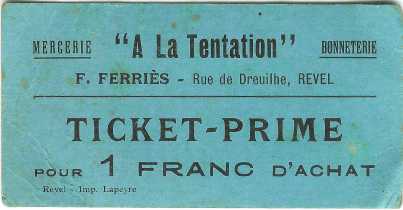 MERCERIE "A La Tentation" BONNETERIE
F. FERRIÈS - Rue de Dreuilhe, REVEL
TICKET-PRIME
POUR 1 FRANC D'ACHAT
Revel - Imp. Lapeyre